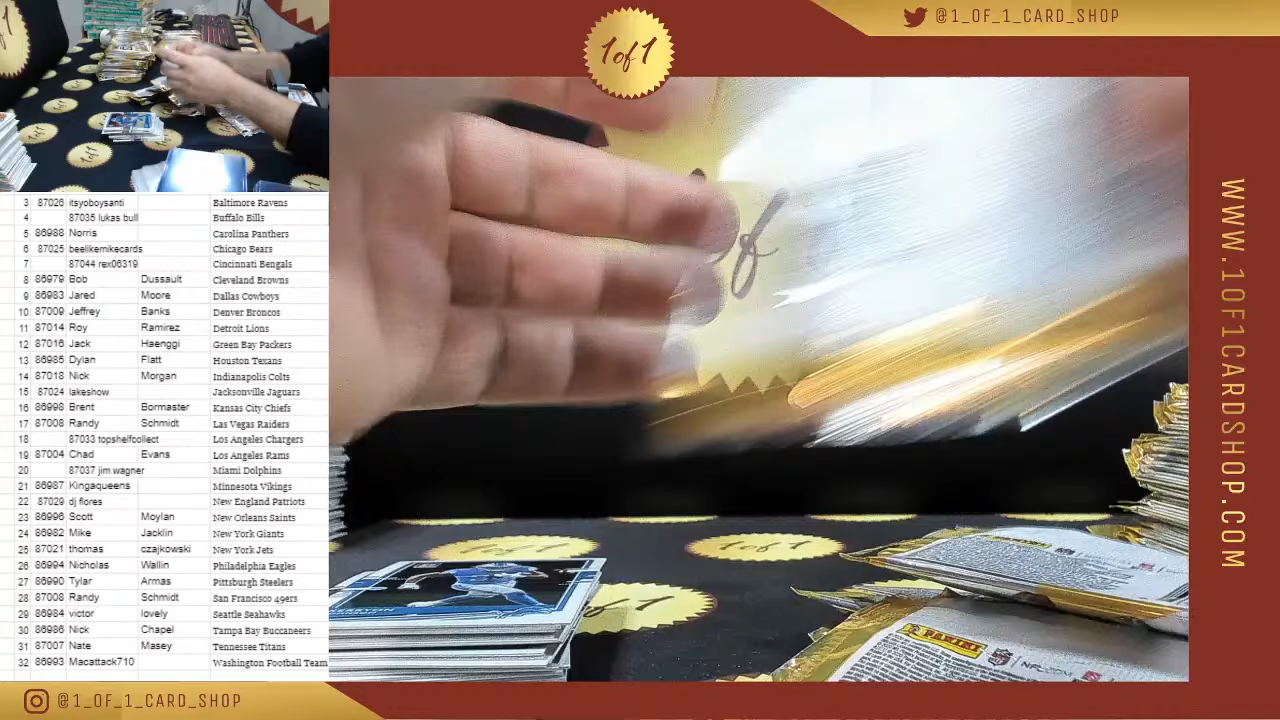 @1_OF_1_CARD_SHOP
1of1
3 87026 itsyoboysanti Baltimore Ravens
4 87035 lukas bull Buffalo Bills
5 86988 Norris Carolina Panthers
6 87025 beelikemikecards Chicago Bears
7 87044 rex06319 Cincinnati Bengals
8 86979 Bob Dussault Cleveland Browns
9 86983 Jared Moore Dallas Cowboys
10 87009 Jeffrey Banks Denver Broncos
11 87014 Roy Ramirez Detroit Lions
12 87016 Jack Haenggi Green Bay Packers
13 86985 Dylan Flatt Houston Texans
14 87018 Nick Morgan Indianapolis Colts
15 87024 lakeshow Jacksonville Jaguars
16 86998 Brent Bormaster Kansas City Chiefs
17 87008 Randy Schmidt Las Vegas Raiders
18 87033 topshelfcollect Los Angeles Chargers
19 87004 Chad Evans Los Angeles Rams
20 87037 jim wagner Miami Dolphins
21 86987 Kingaqueens Minnesota Vikings
22 87029 dj flores New England Patriots
23 86996 Scott Moylan New Orleans Saints
24 86982 Mike Jacklin New York Giants
25 87021 thomas czajkowski New York Jets
26 86994 Nicholas Wallin Philadelphia Eagles
27 86990 Tylar Armas Pittsburgh Steelers
28 87008 Randy Schmidt San Francisco 49ers
29 86984 victor lovely Seattle Seahawks
30 86986 Nick Chapel Tampa Bay Buccaneers
31 87007 Nate Masey Tennessee Titans
32 86993 Macattack710 Washington Football Team
of
1of1
1of1
PANINI
WWW.1OF1CARDSHOP.COM
@1_OF_1_CARD_SHOP